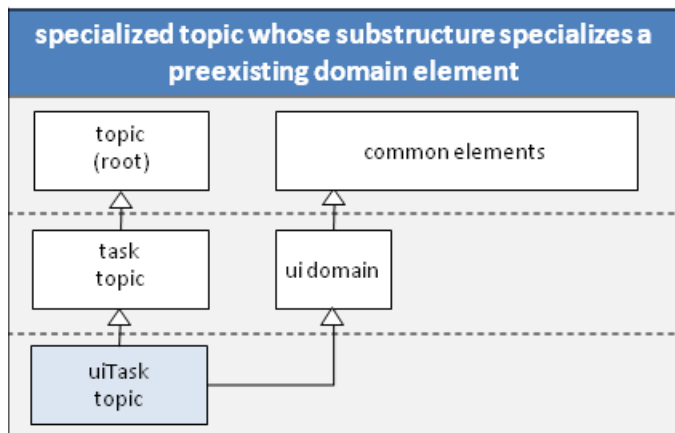 specialized topic whose substructure specializes a
preexisting domain element
topic
(root)
common elements
task
topic
ui domain
uiTask
topic